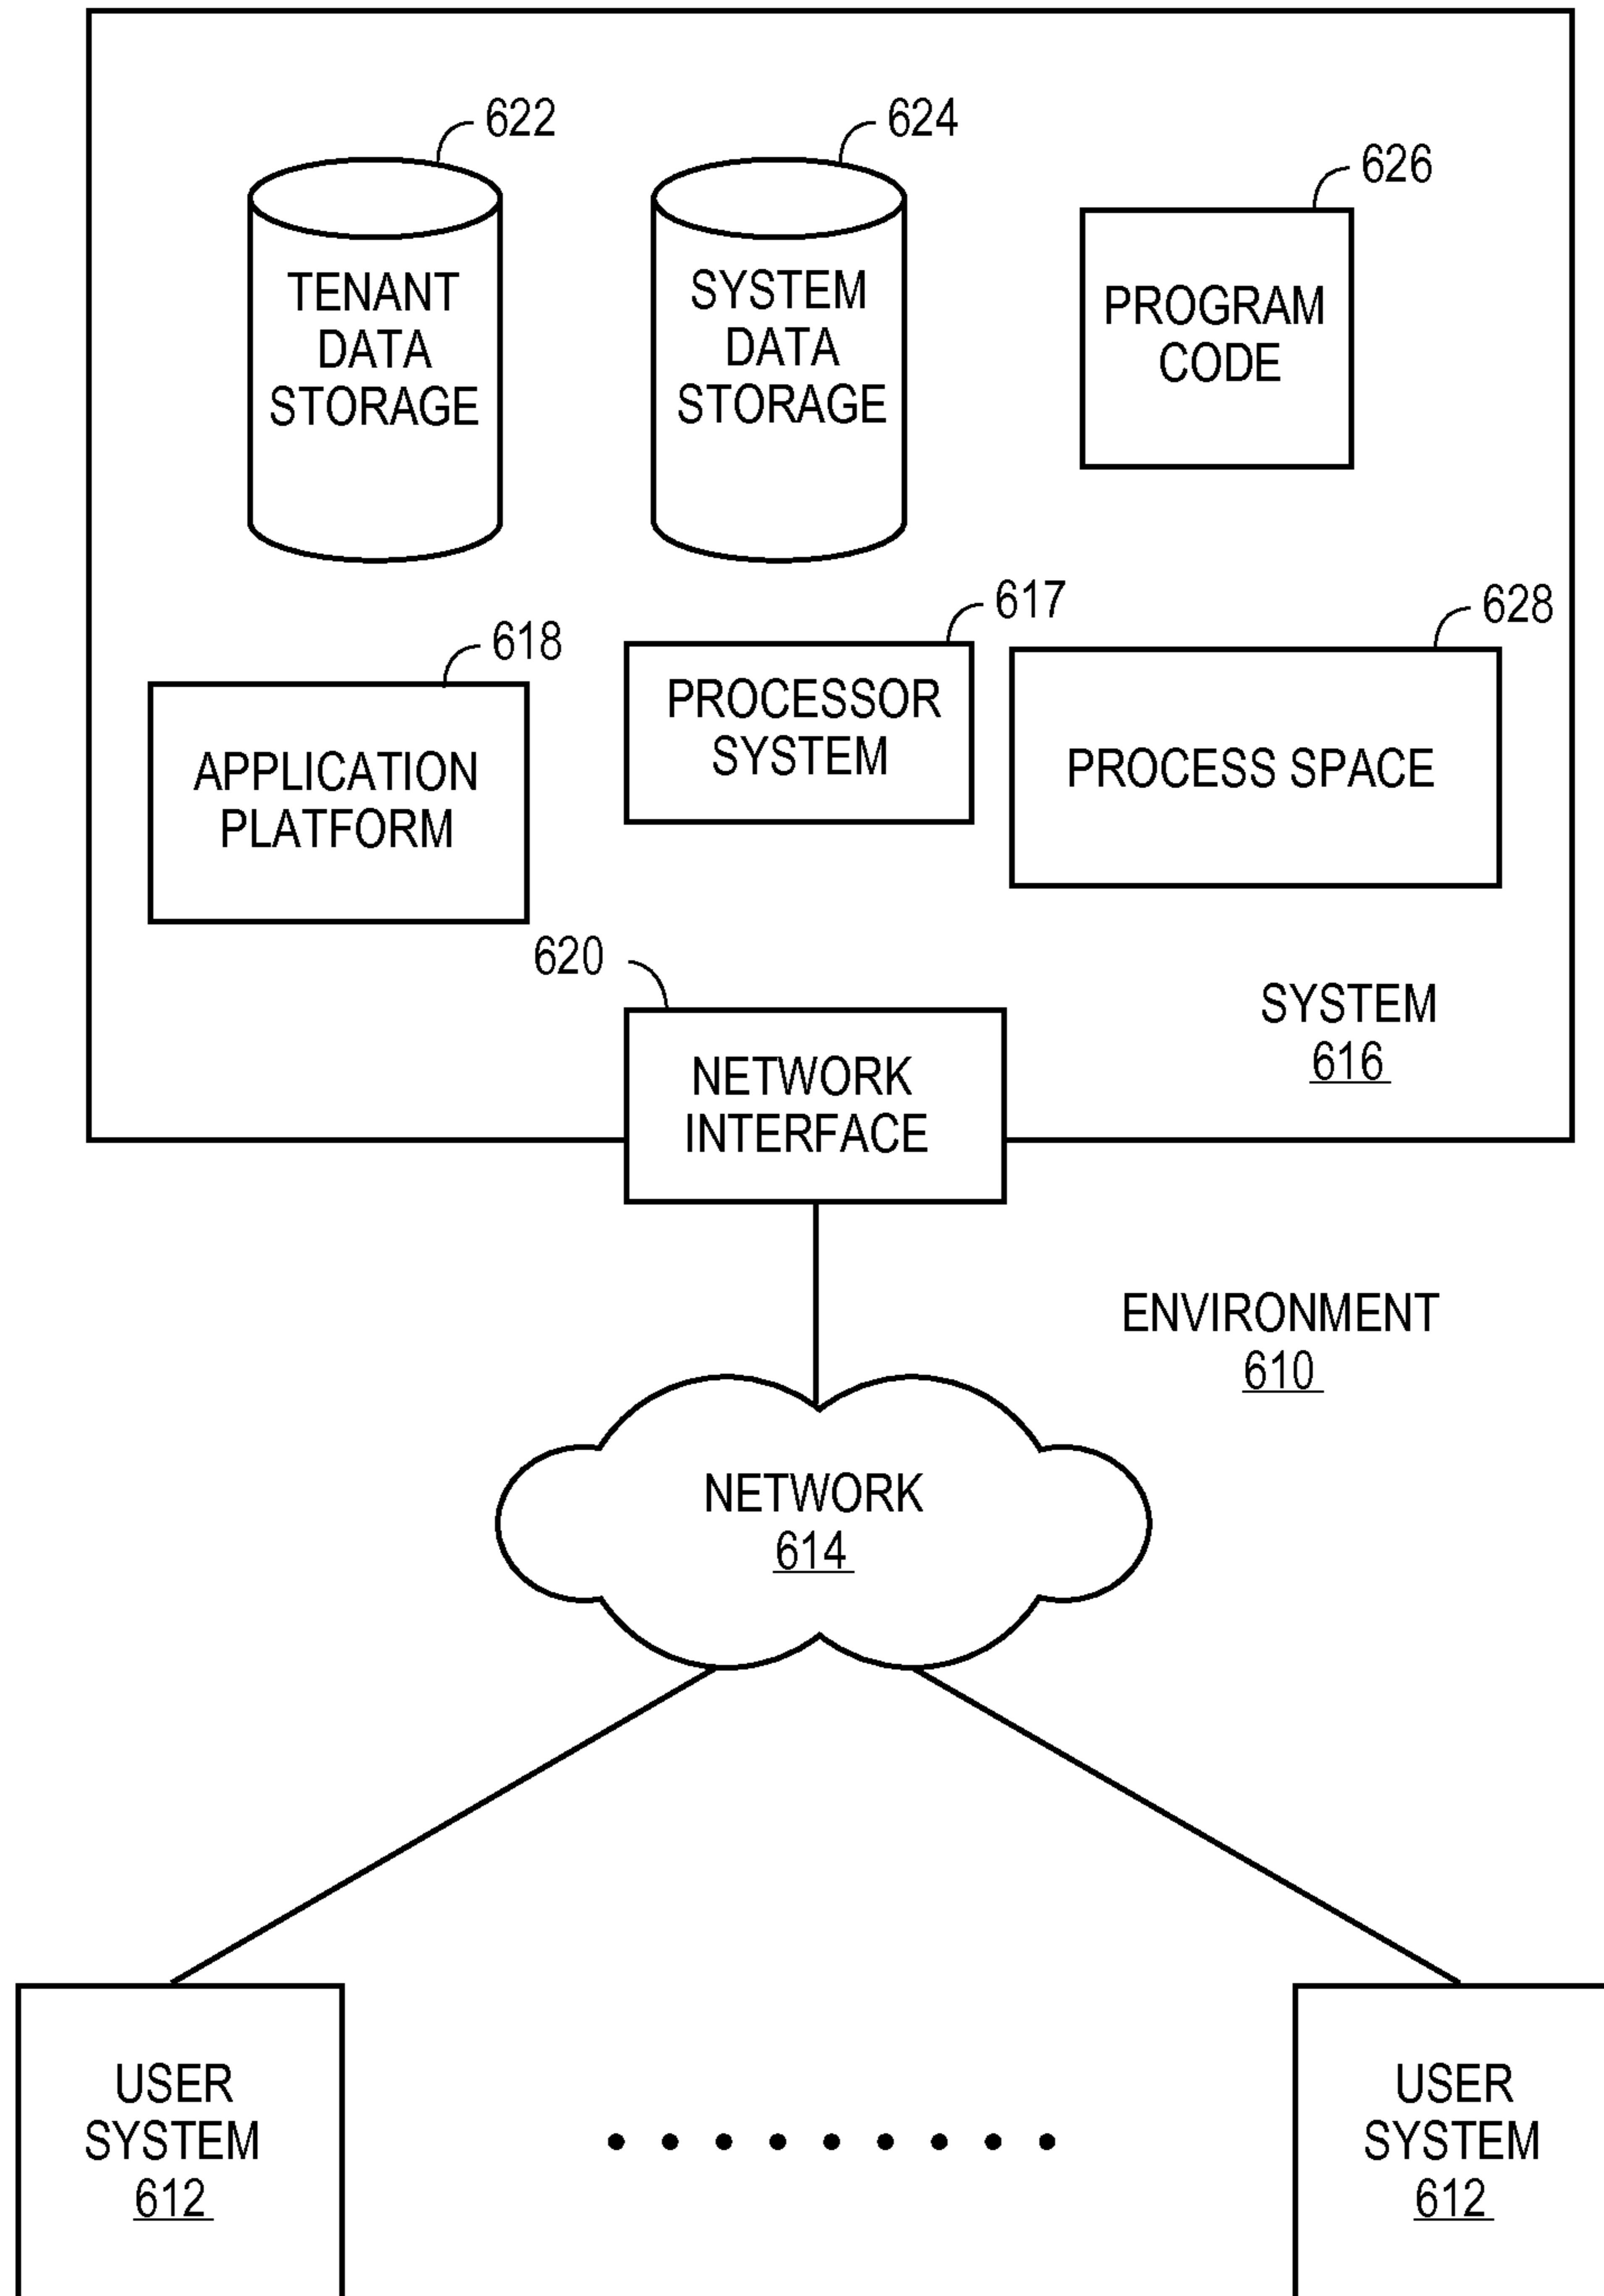 622
624
626
TENANT
DATA
STORAGE
SYSTEM
DATA
STORAGE
PROGRAM
CODE
618
617
628
APPLICATION
PLATFORM
PROCESSOR
SYSTEM
PROCESS SPACE
620
NETWORK
INTERFACE
SYSTEM
616
ENVIRONMENT
610
NETWORK
614
USER
SYSTEM
612
USER
SYSTEM
612